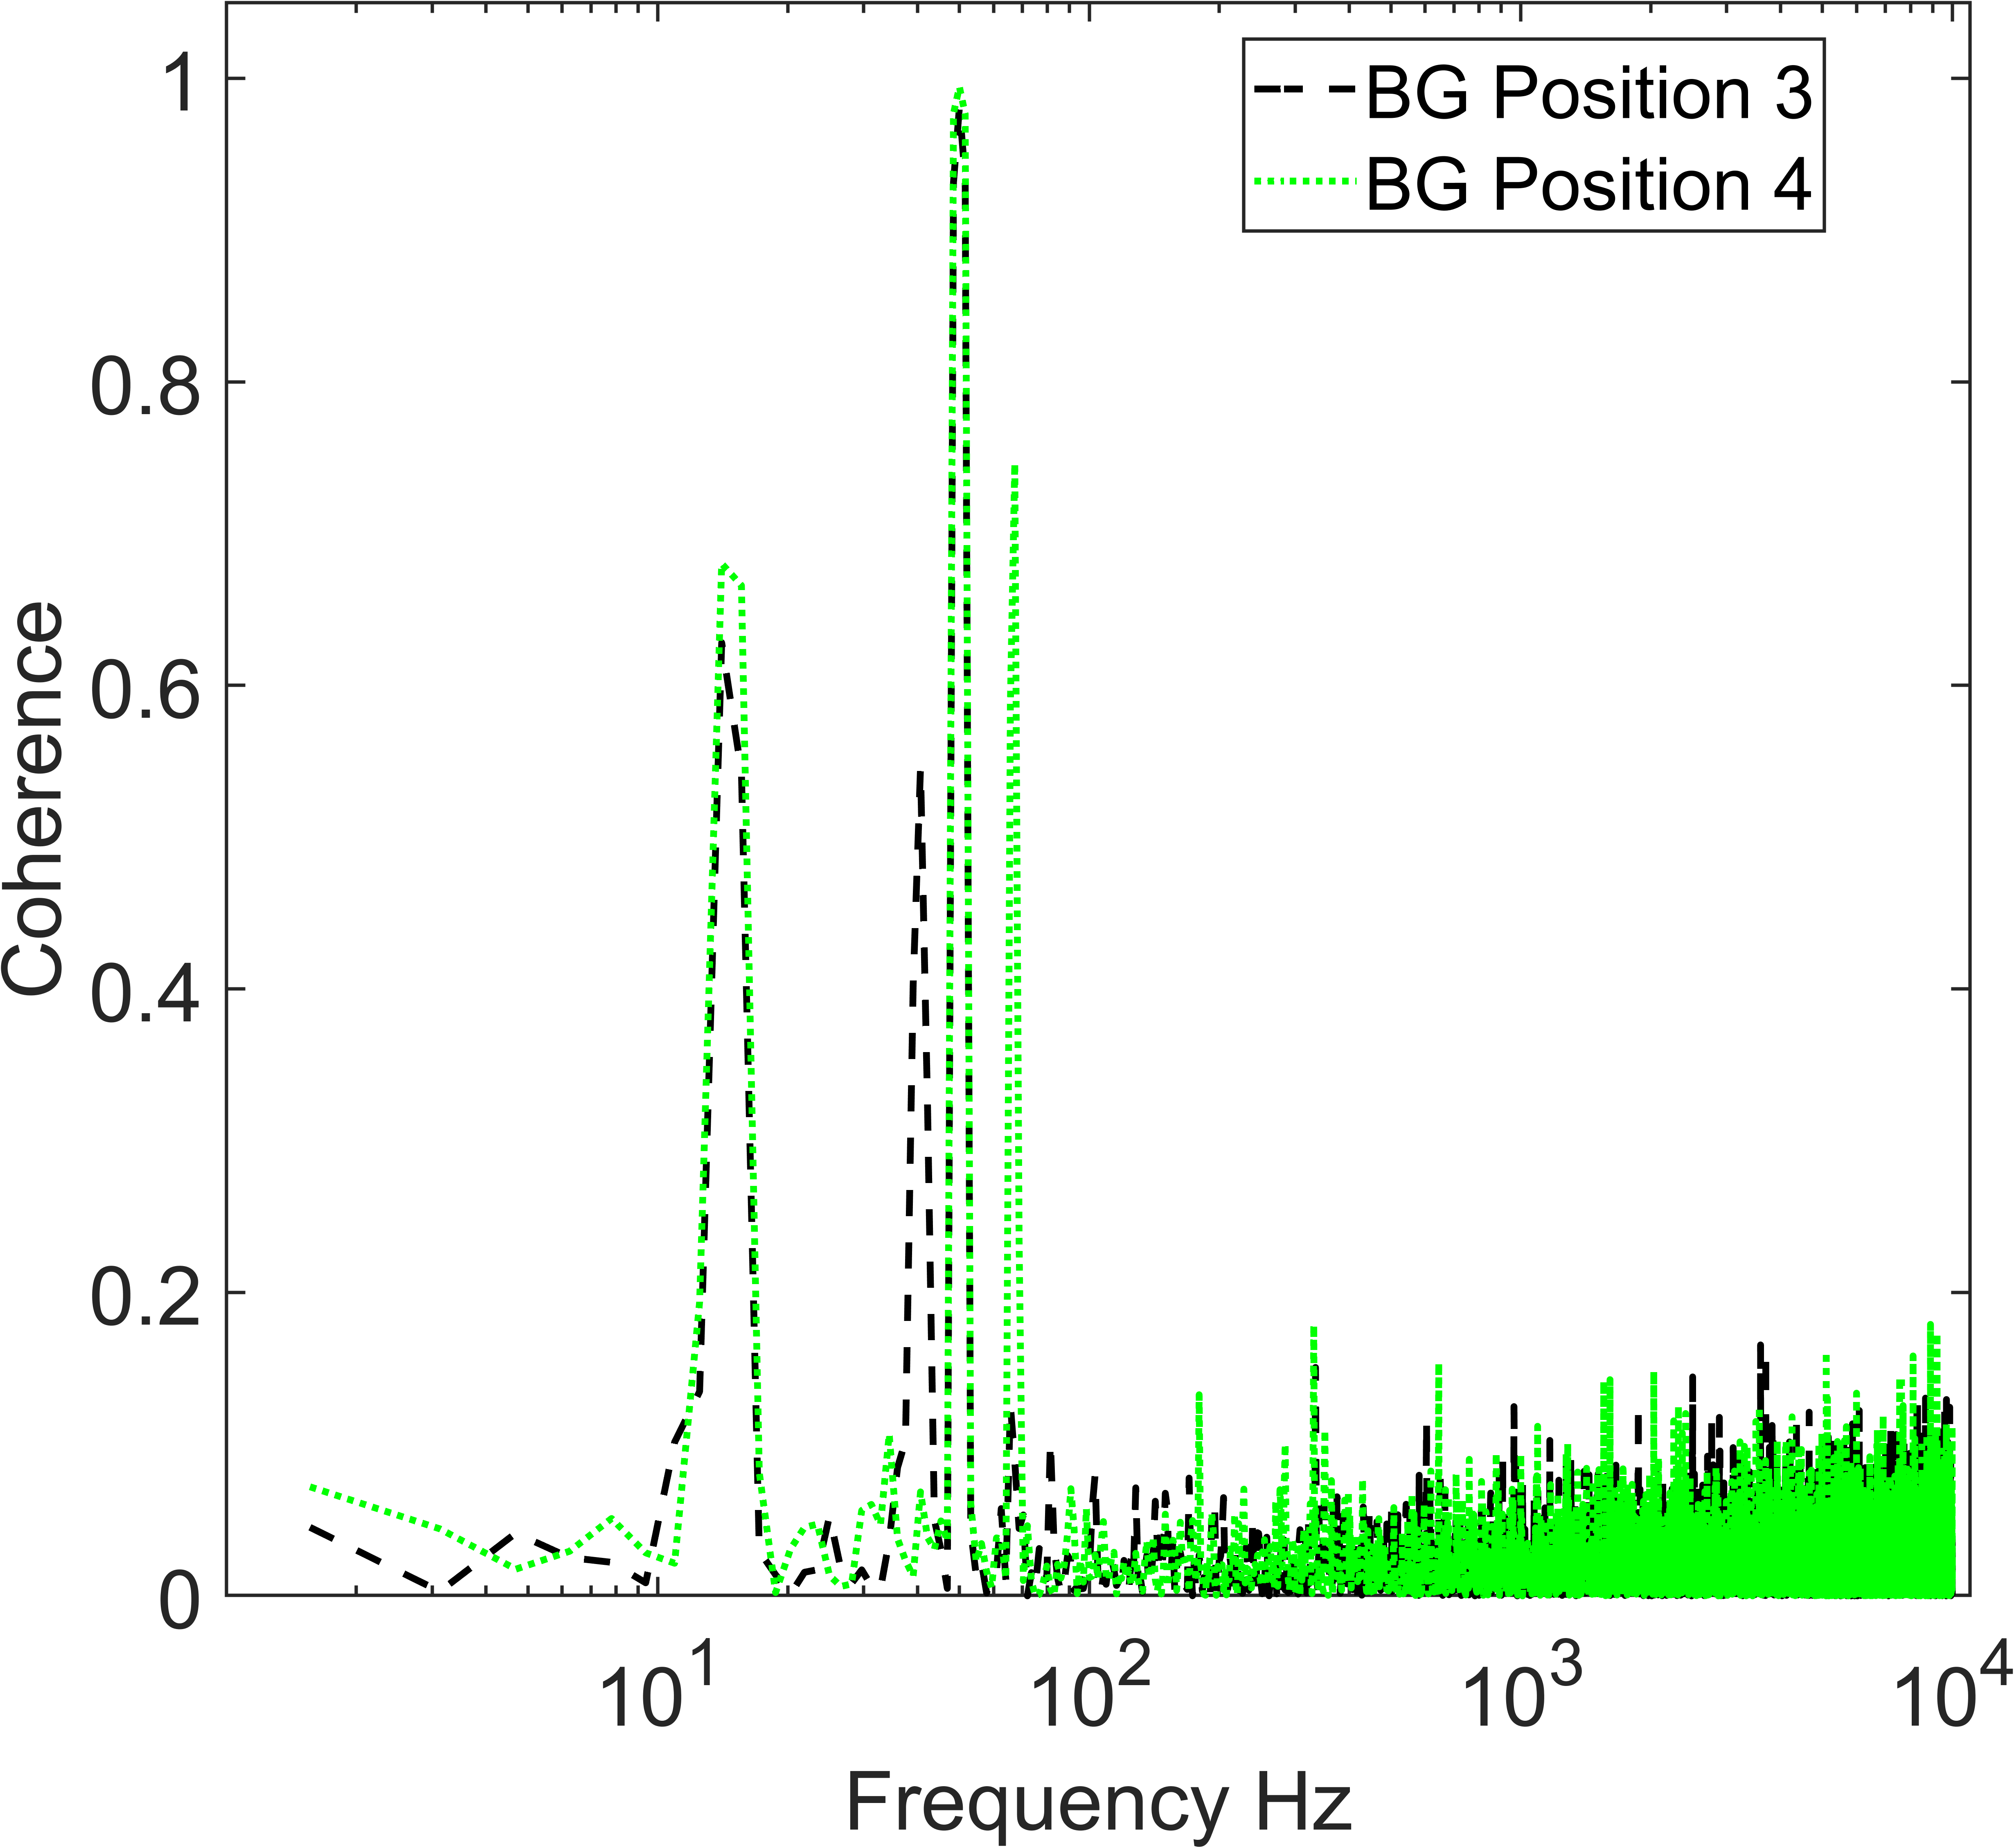 BG Position 3
BG Position 4
1
0.8
0.6
0.4
0.2
0
Coherence
10¹
10²
10³
10⁴
Frequency Hz